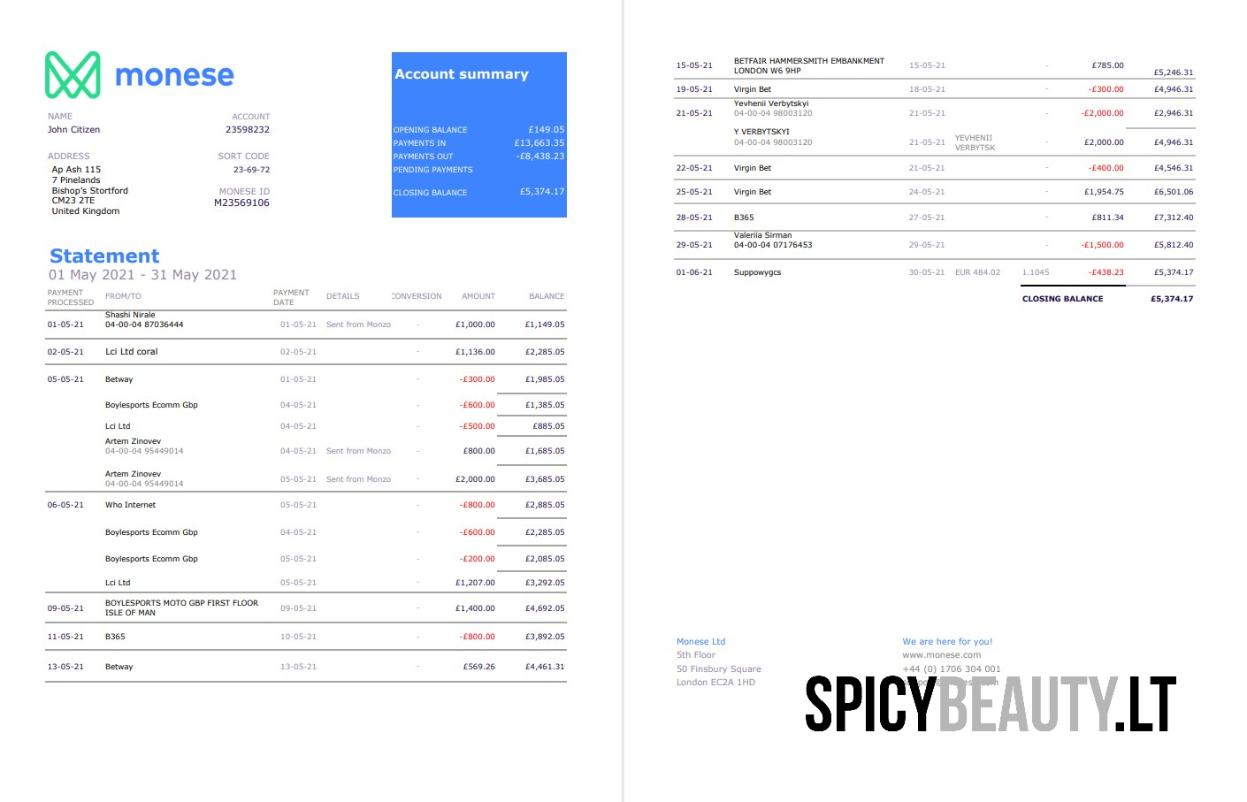 monese
Account summary
NAME ACCOUNT
John Citizen 23598232
OPENING BALANCE £149.05
PAYMENTS IN £13,663.35
PAYMENTS OUT -£8,438.23
PENDING PAYMENTS
CLOSING BALANCE £5,374.17
ADDRESS SORT CODE
Ap Ash 115 23-69-72
7 Pinelands
Bishop's Stortford MONESE ID
CM23 2TE M23569106
United Kingdom
Statement
01 May 2021 - 31 May 2021
PAYMENT PROCESSED FROM/TO PAYMENT DATE DETAILS CONVERSION AMOUNT BALANCE
Shashi Nirale
01-05-21 04-00-04 87036444 01-05-21 Sent from Monzo - £1,000.00 £1,149.05
02-05-21 Lci Ltd coral 02-05-21 - £1,136.00 £2,285.05
05-05-21 Betway 01-05-21 - -£300.00 £1,985.05
Boylesports Ecomm Gbp 04-05-21 - -£600.00 £1,385.05
Lci Ltd 04-05-21 - -£500.00 £885.05
Artem Zinovev
04-00-04 95449014 04-05-21 Sent from Monzo - £800.00 £1,685.05
Artem Zinovev
04-00-04 95449014 05-05-21 Sent from Monzo - £2,000.00 £3,685.05
06-05-21 Who Internet 05-05-21 - -£800.00 £2,885.05
Boylesports Ecomm Gbp 04-05-21 - -£600.00 £2,285.05
Boylesports Ecomm Gbp 05-05-21 - -£200.00 £2,085.05
Lci Ltd 05-05-21 - £1,207.00 £3,292.05
09-05-21 BOYLESPORTS MOTO GBP FIRST FLOOR 09-05-21 - £1,400.00 £4,692.05
ISLE OF MAN
11-05-21 B365 10-05-21 - -£800.00 £3,892.05
13-05-21 Betway 13-05-21 - £569.26 £4,461.31
15-05-21 BETFAIR HAMMERSMITH EMBANKMENT 15-05-21 - £785.00 £5,246.31
LONDON W6 9HP
19-05-21 Virgin Bet 18-05-21 - -£300.00 £4,946.31
Yevhenii Verbytskyi
21-05-21 04-00-04 98003120 21-05-21 - -£2,000.00 £2,946.31
Y VERBYTSKYI
04-00-04 98003120 21-05-21 YEVHENII VERBYTSK - £2,000.00 £4,946.31
22-05-21 Virgin Bet 21-05-21 - -£400.00 £4,546.31
25-05-21 Virgin Bet 24-05-21 - £1,954.75 £6,501.06
28-05-21 B365 27-05-21 - £811.34 £7,312.40
Valeriia Sirman
29-05-21 04-00-04 07176453 29-05-21 - -£1,500.00 £5,812.40
01-06-21 Suppowygcs 30-05-21 EUR 484.02 1.1045 -£438.23 £5,374.17
CLOSING BALANCE £5,374.17
Monese Ltd We are here for you!
5th Floor www.monese.com
50 Finsbury Square +44 (0) 1706 304 001
London EC2A 1HD
SPICYBEAUTY.LT